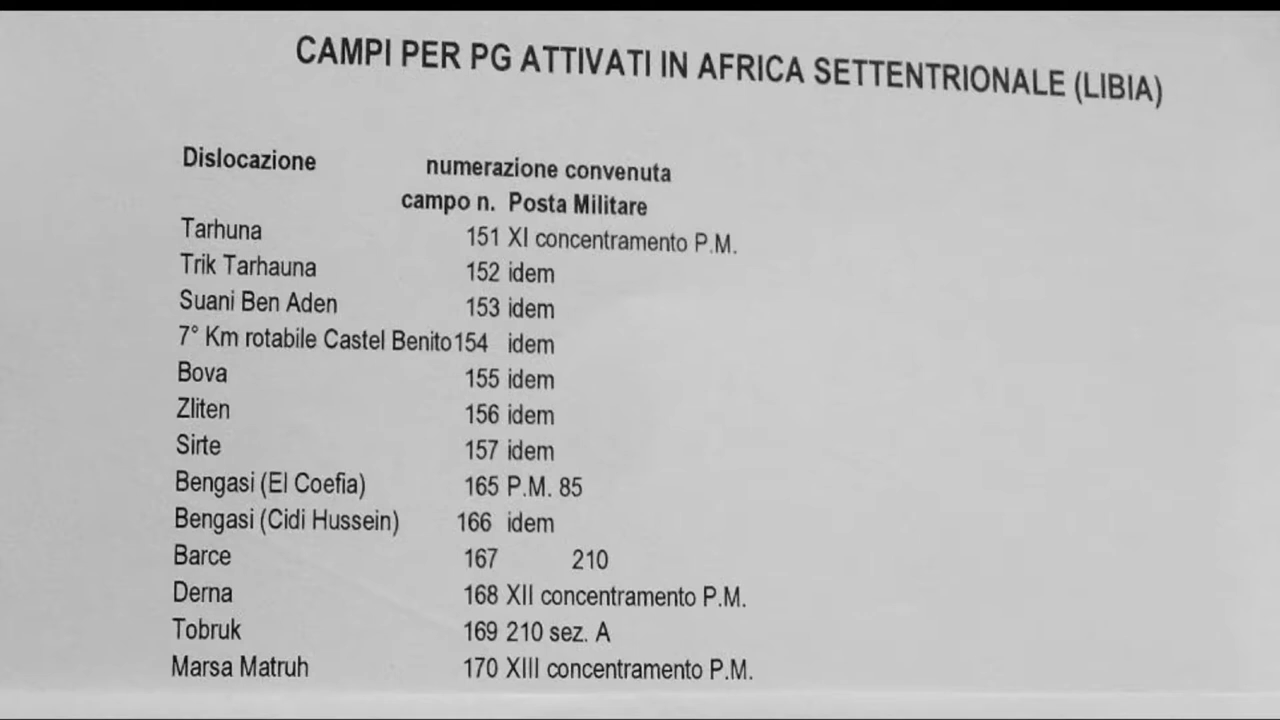 CAMPI PER PG ATTIVATI IN AFRICA SETTENTRIONALE (LIBIA)
Dislocazione numerazione convenuta
campo n. Posta Militare
Tarhuna 151 XI concentramento P.M.
Trik Tarhauna 152 idem
Suani Ben Aden 153 idem
7° Km rotabile Castel Benito 154 idem
Bova 155 idem
Zliten 156 idem
Sirte 157 idem
Bengasi (El Coefia) 165 P.M. 85
Bengasi (Cidi Hussein) 166 idem
Barce 167 210
Derna 168 XII concentramento P.M.
Tobruk 169 210 sez. A
Marsa Matruh 170 XIII concentramento P.M.